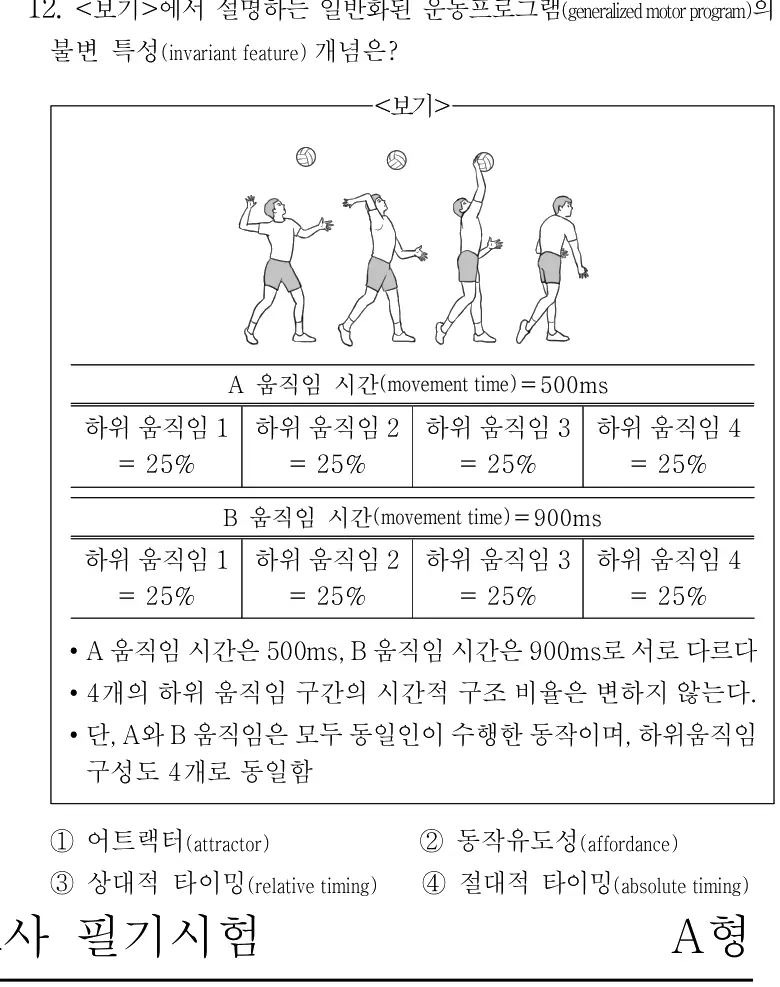 12. <보기>에서 설명하는 일반화된 운동프로그램(generalized motor program)의
불변 특성(invariant feature) 개념은?
<보기>
A 움직임 시간(movement time)=500ms
하위 움직임 1 하위 움직임 2 하위 움직임 3 하위 움직임 4
= 25% = 25% = 25% = 25%
B 움직임 시간(movement time)=900ms
하위 움직임 1 하위 움직임 2 하위 움직임 3 하위 움직임 4
= 25% = 25% = 25% = 25%
• A 움직임 시간은 500ms, B 움직임 시간은 900ms로 서로 다르다
• 4개의 하위 움직임 구간의 시간적 구조 비율은 변하지 않는다.
• 단, A와 B 움직임은 모두 동일인이 수행한 동작이며, 하위움직임
구성도 4개로 동일함
① 어트랙터(attractor) ② 동작유도성(affordance)
③ 상대적 타이밍(relative timing) ④ 절대적 타이밍(absolute timing)
사 필기시험 A형